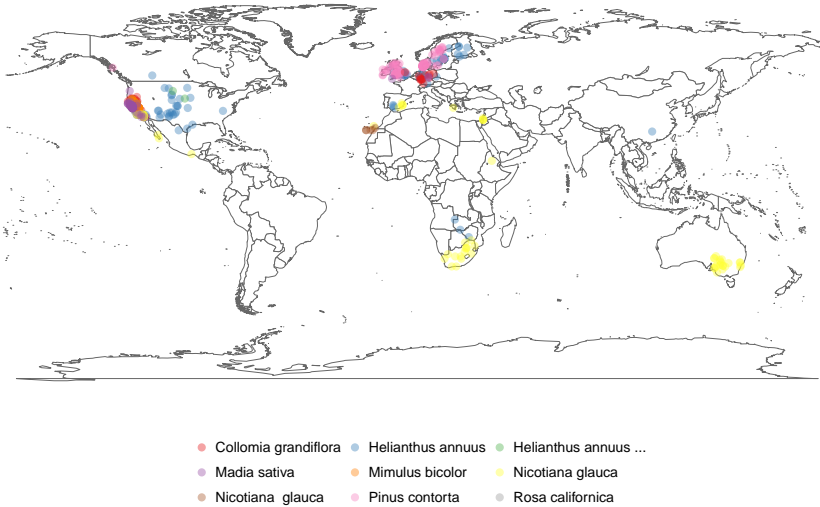 Collomia grandiflora Helianthus annuus Helianthus annuus ...
Madia sativa Mimulus bicolor Nicotiana glauca
Nicotiana  glauca Pinus contorta Rosa californica